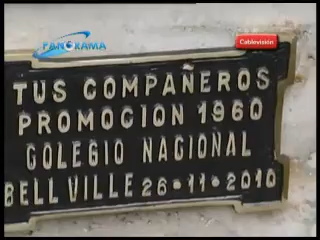 PANORAMA
Cablevisión
TUS COMPAÑEROS
PROMOCION 1960
COLEGIO NACIONAL
BELL VILLE 26-11-2010